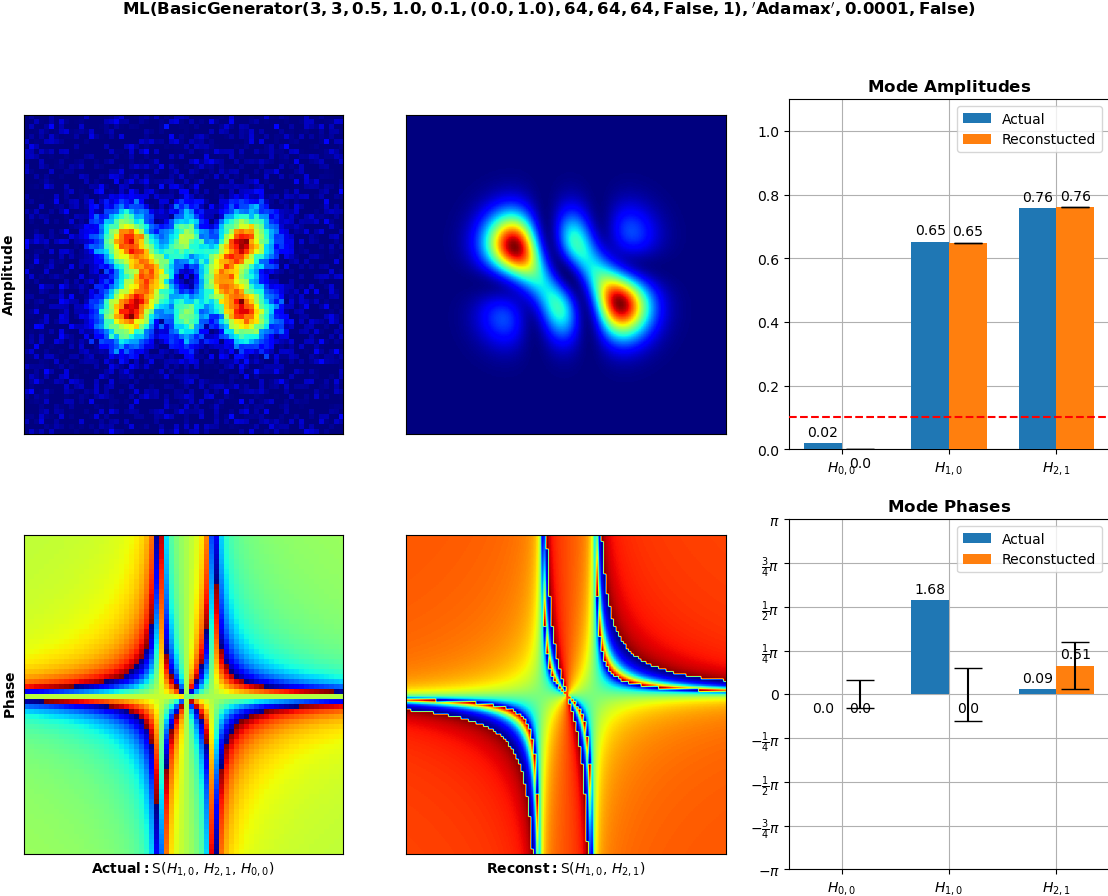 ML(BasicGenerator(3, 3, 0.5, 1.0, 0.1, (0.0, 1.0), 64, 64, 64, False, 1), ′Adamax′, 0.0001, False)
Mode Amplitudes
Actual
Reconstucted
1.0
0.8
0.6
0.4
0.2
0.0
0.02
0.0
0.65
0.65
0.76
0.76
H0,0
H1,0
H2,1
Amplitude
Mode Phases
Actual
Reconstucted
π
3/4π
1/2π
1/4π
0
−1/4π
−1/2π
−3/4π
−π
0.0
0.0
1.68
0.0
0.09
0.51
H0,0
H1,0
H2,1
Phase
Actual: S(H1,0, H2,1, H0,0)
Reconst: S(H1,0, H2,1)